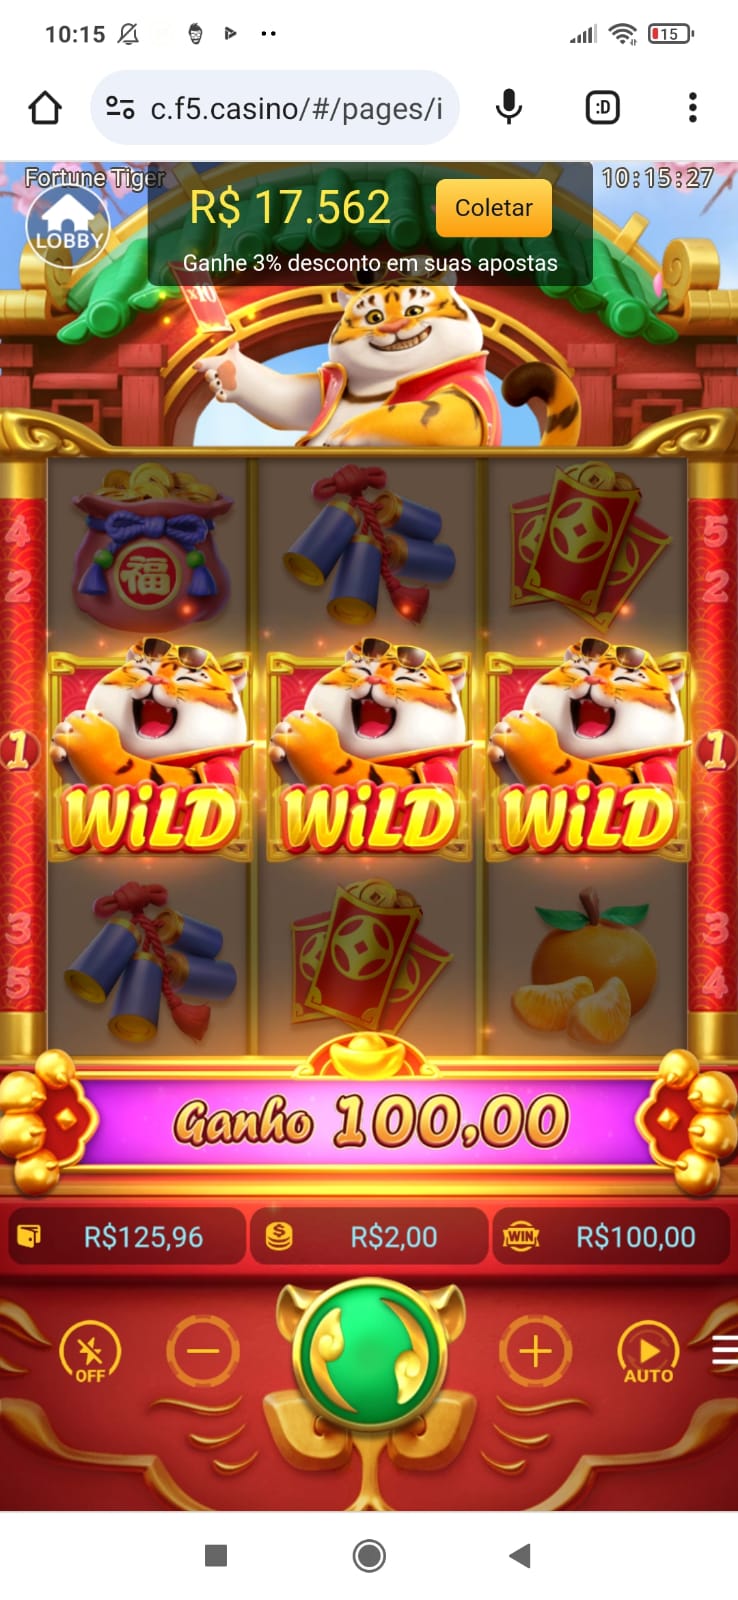 10:15
15
c.f5.casino/#/pages/i
:D
Fortune Tiger
10:15:27
LOBBY
R$ 17.562
Coletar
Ganhe 3% desconto em suas apostas
x10
福
4
5
2
2
WiLD
WiLD
WiLD
1
1
3
3
5
4
Ganho 100,00
R$125,96
R$2,00
WIN
R$100,00
OFF
AUTO